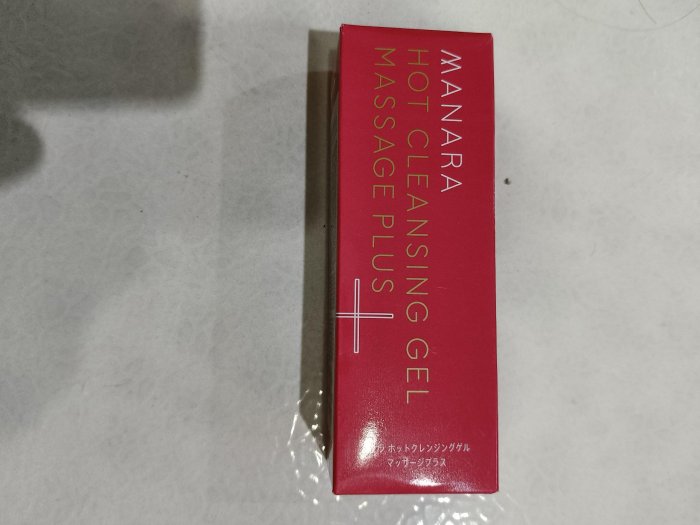 MANARA
HOT CLEANSING GEL
MASSAGE PLUS
ホットクレンジングゲル
マッサージプラス